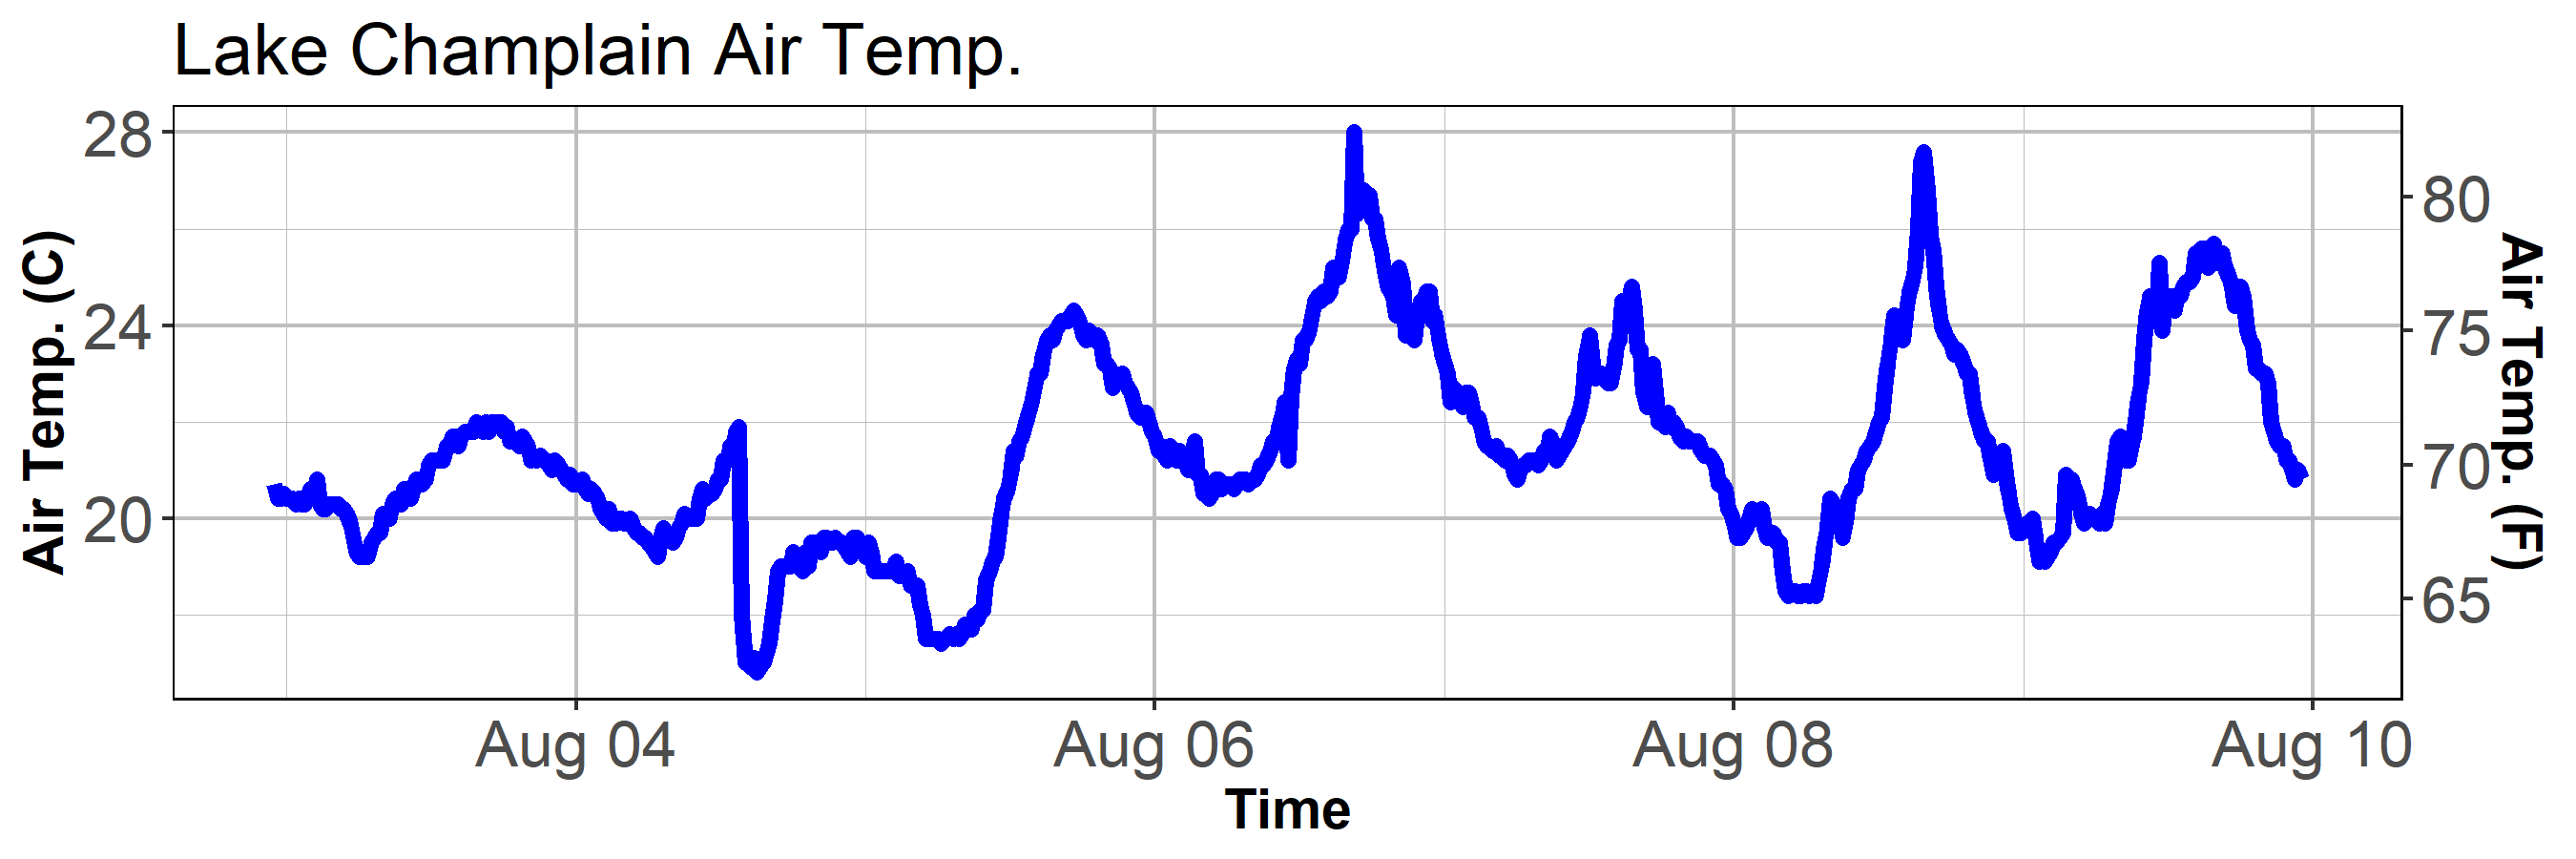 Lake Champlain Air Temp.
Air Temp. (C)
28
24
20
80
75
70
65
Air Temp. (F)
Aug 04
Aug 06
Aug 08
Aug 10
Time